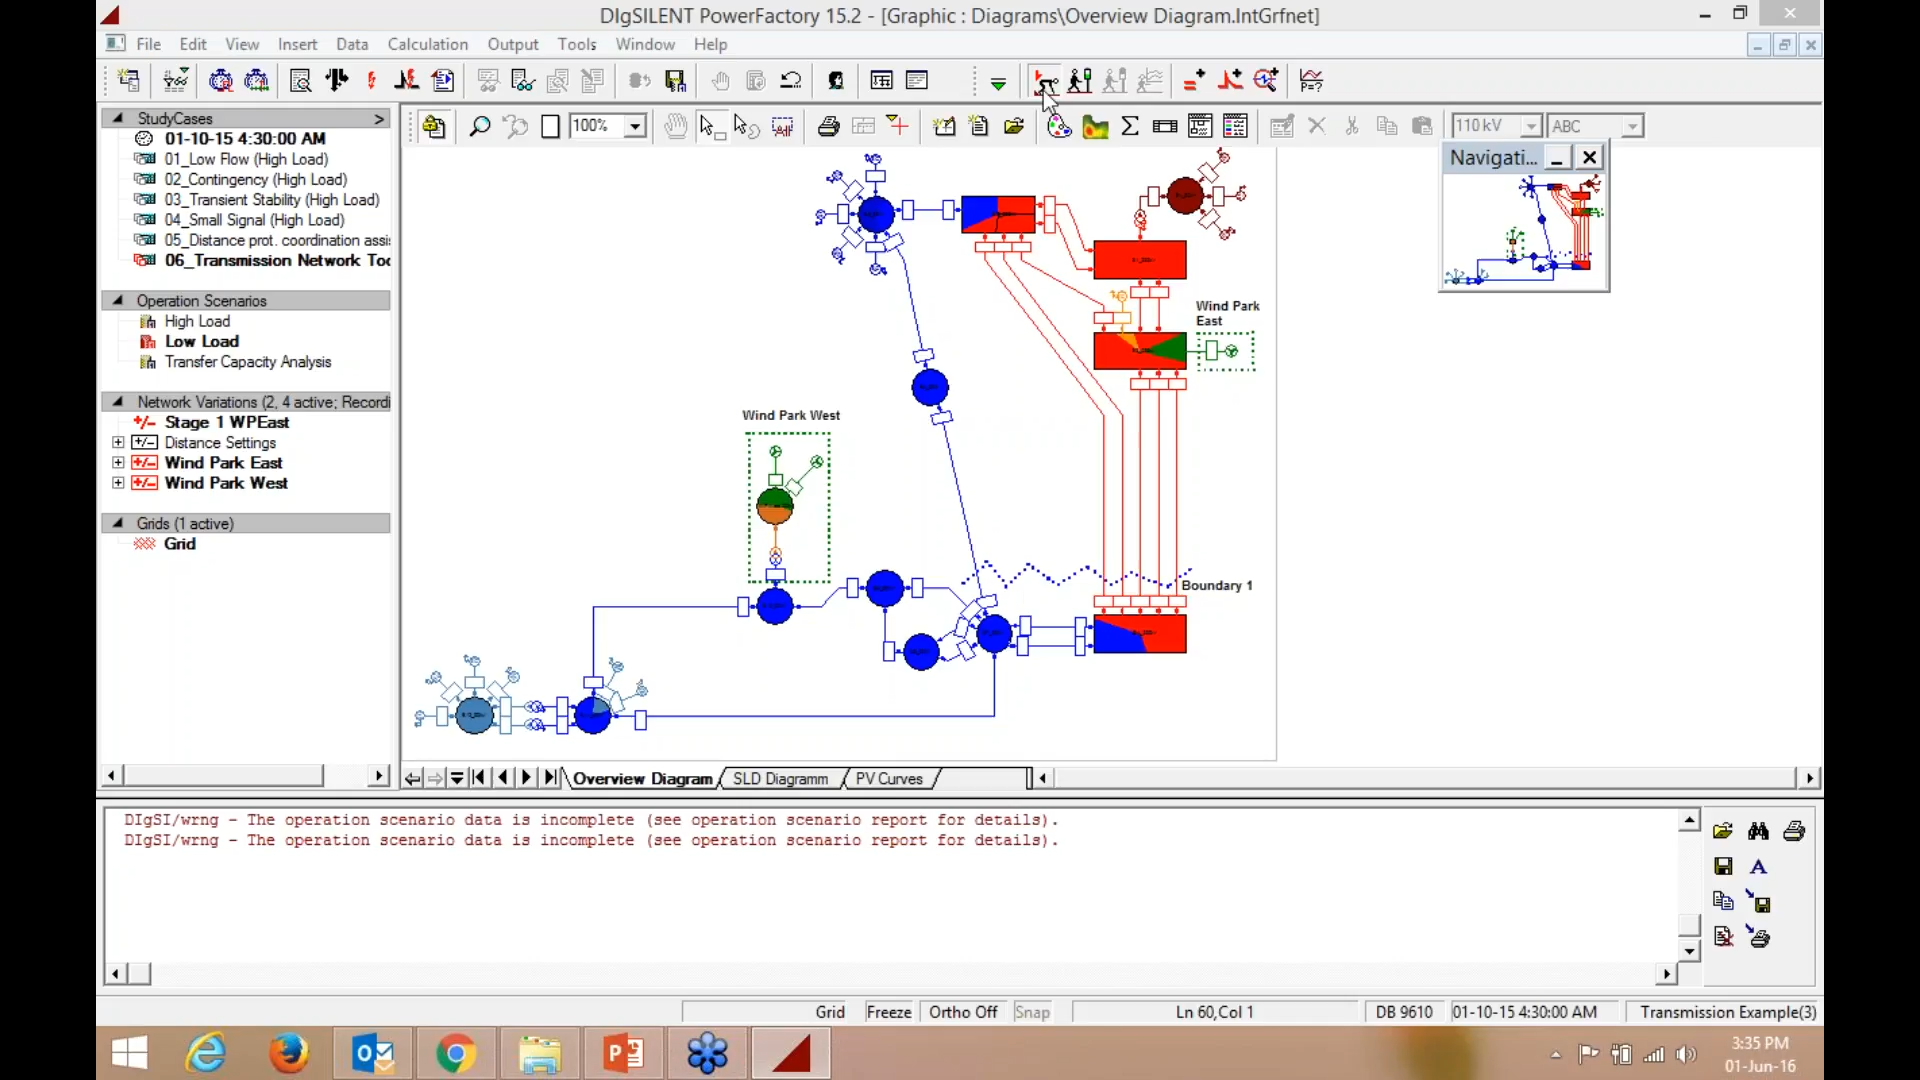 DIgSILENT PowerFactory 15.2 - [Graphic : Diagrams\Overview Diagram.IntGrfnet]
File Edit View Insert Data Calculation Output Tools Window Help
100%
110 kV ABC
StudyCases >
01-10-15 4:30:00 AM
01_Low Flow (High Load)
02_Contingency (High Load)
03_Transient Stability (High Load)
04_Small Signal (High Load)
05_Distance prot. coordination assi
06_Transmission Network Too
Operation Scenarios
High Load
Low Load
Transfer Capacity Analysis
Network Variations (2, 4 active; Recordi
Stage 1 WPEast
Distance Settings
Wind Park East
Wind Park West
Grids (1 active)
Grid
Navigati...
Wind Park
East
Wind Park West
Boundary 1
Overview Diagram SLD Diagramm PV Curves
DIgSI/wrng - The operation scenario data is incomplete (see operation scenario report for details).
DIgSI/wrng - The operation scenario data is incomplete (see operation scenario report for details).
Grid Freeze Ortho Off Snap Ln 60,Col 1 DB 9610 01-10-15 4:30:00 AM Transmission Example(3)
3:35 PM
01-Jun-16